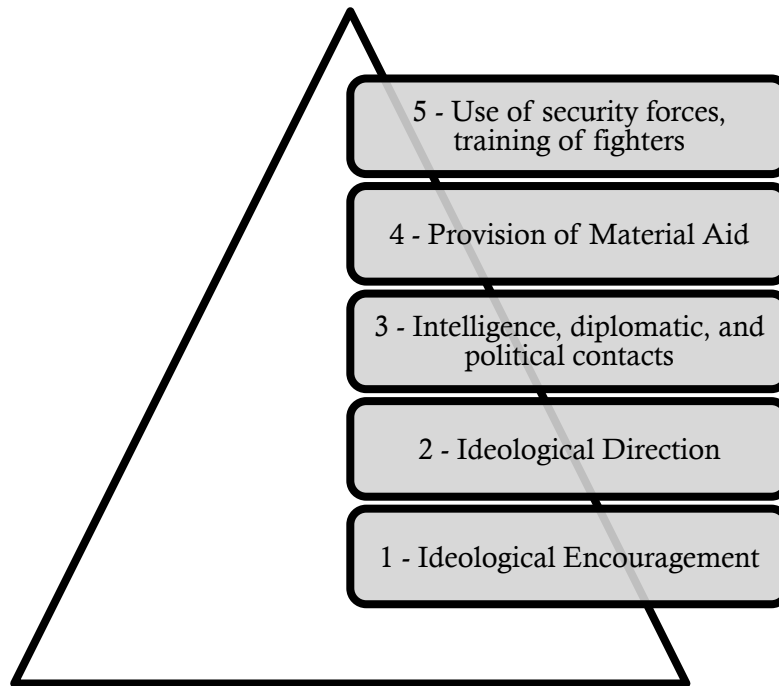 5 - Use of security forces,
training of fighters
4 - Provision of Material Aid
3 - Intelligence, diplomatic, and
political contacts
2 - Ideological Direction
1 - Ideological Encouragement